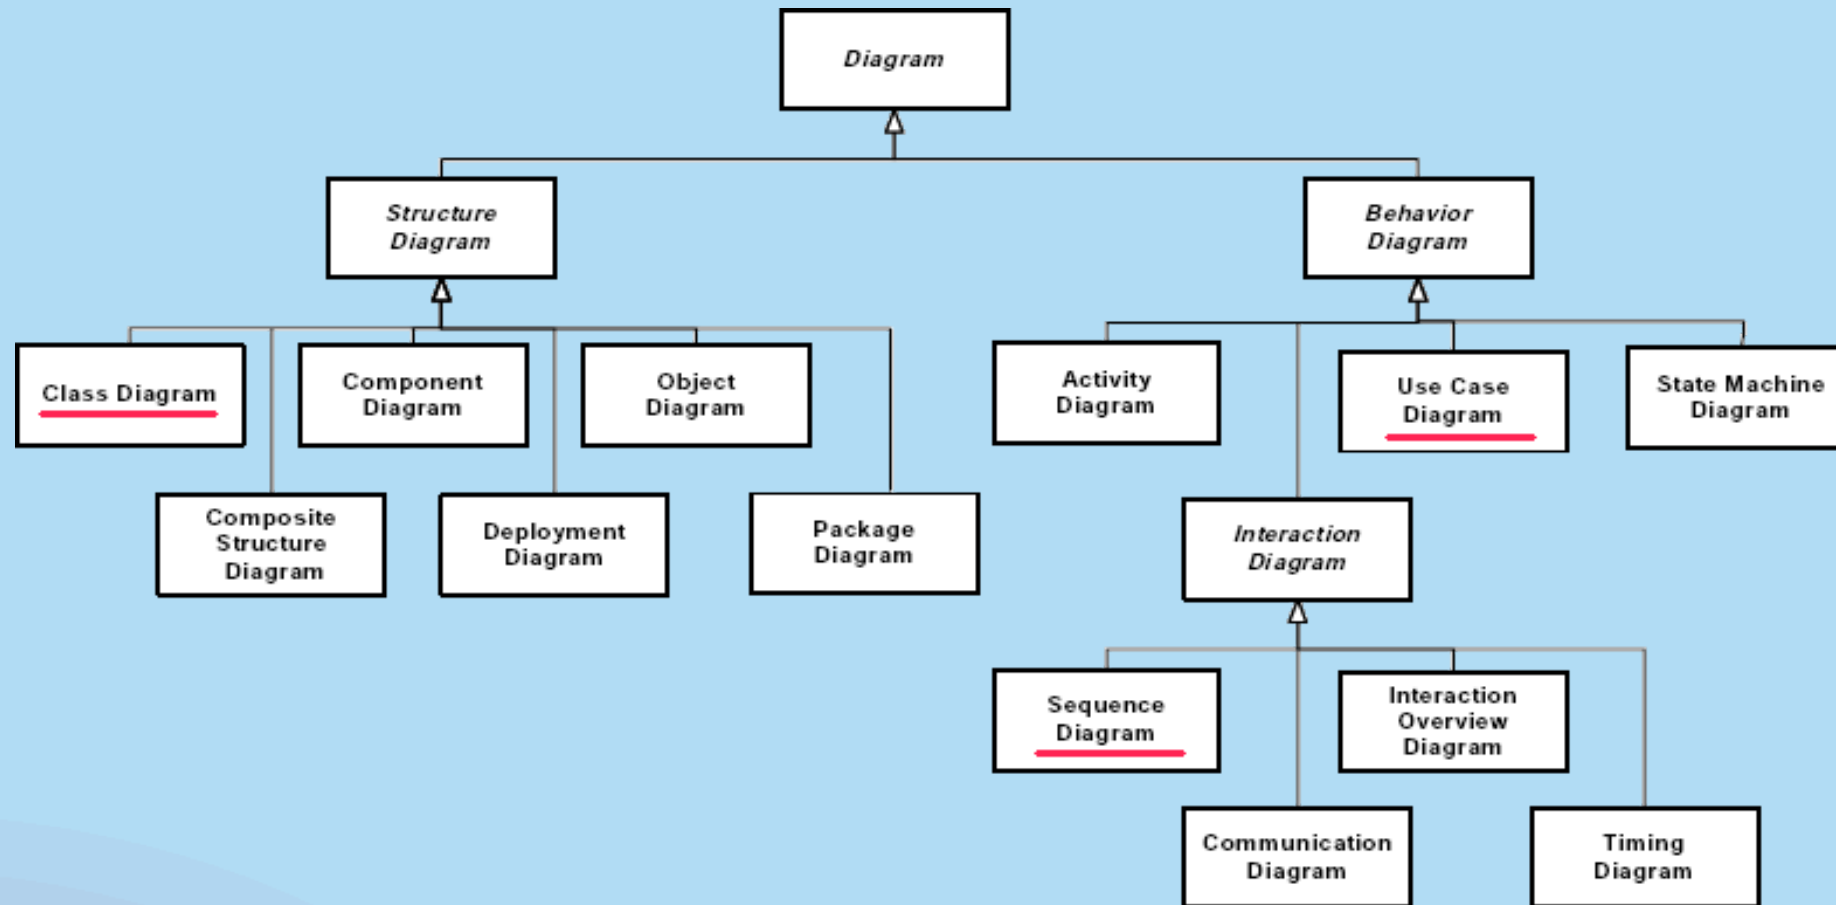 Diagram
Structure
Diagram
Behavior
Diagram
Class Diagram
Component
Diagram
Object
Diagram
Activity
Diagram
Use Case
Diagram
State Machine
Diagram
Composite
Structure
Diagram
Deployment
Diagram
Package
Diagram
Interaction
Diagram
Sequence
Diagram
Interaction
Overview
Diagram
Communication
Diagram
Timing
Diagram